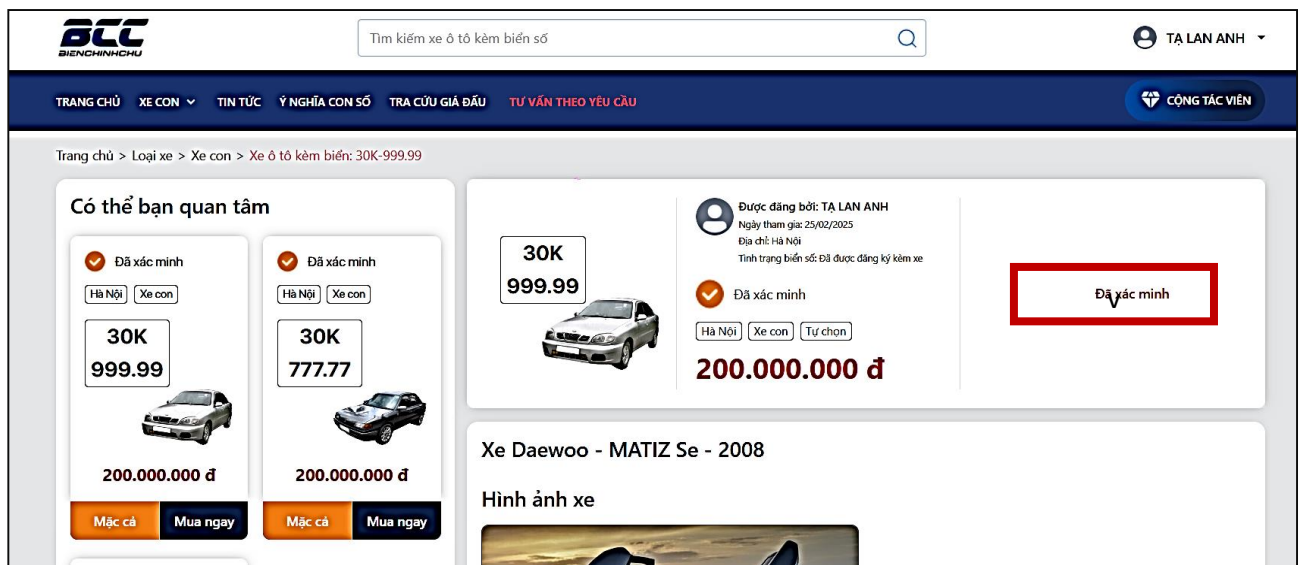 BCC
BIENCHINHCHU
Tìm kiếm xe ô tô kèm biển số
TẠ LAN ANH
TRANG CHỦ XE CON TIN TỨC Ý NGHĨA CON SỐ TRA CỨU GIÁ ĐẤU TƯ VẤN THEO YÊU CẦU
CỘNG TÁC VIÊN
Trang chủ > Loại xe > Xe con > Xe ô tô kèm biển: 30K-999.99
Có thể bạn quan tâm
Đã xác minh
Hà Nội Xe con
30K
999.99
200.000.000 đ
Mặc cả Mua ngay
Đã xác minh
Hà Nội Xe con
30K
777.77
200.000.000 đ
Mặc cả Mua ngay
30K
999.99
Được đăng bởi: TẠ LAN ANH
Ngày tham gia: 25/02/2025
Địa chỉ: Hà Nội
Tình trạng biển số: Đã được đăng ký kèm xe
Đã xác minh
Hà Nội Xe con Tự chọn
200.000.000 đ
Đã xác minh
Xe Daewoo - MATIZ Se - 2008
Hình ảnh xe